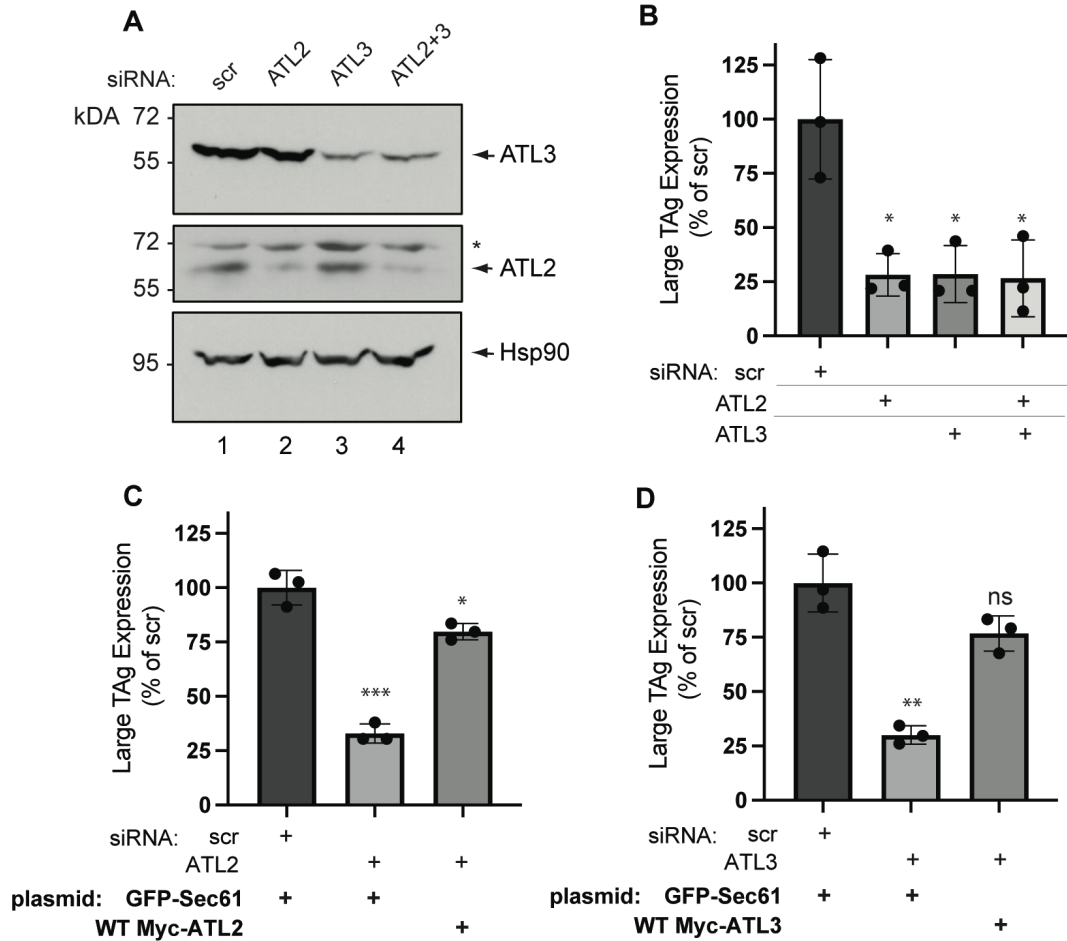 A
siRNA: scr ATL2 ATL3 ATL2+3
kDA 72
55
ATL3
72
*
ATL2
55
Hsp90
95
1 2 3 4
B
Large TAg Expression
(% of scr)
125
100
75
50
25
0
* * *
siRNA: scr +
ATL2 + +
ATL3 + +
C
Large TAg Expression
(% of scr)
125
100
75
50
25
0
***
*
siRNA: scr +
ATL2 + +
plasmid: GFP-Sec61 + +
WT Myc-ATL2 +
D
Large TAg Expression
(% of scr)
125
100
75
50
25
0
**
ns
siRNA: scr +
ATL3 + +
plasmid: GFP-Sec61 + +
WT Myc-ATL3 +